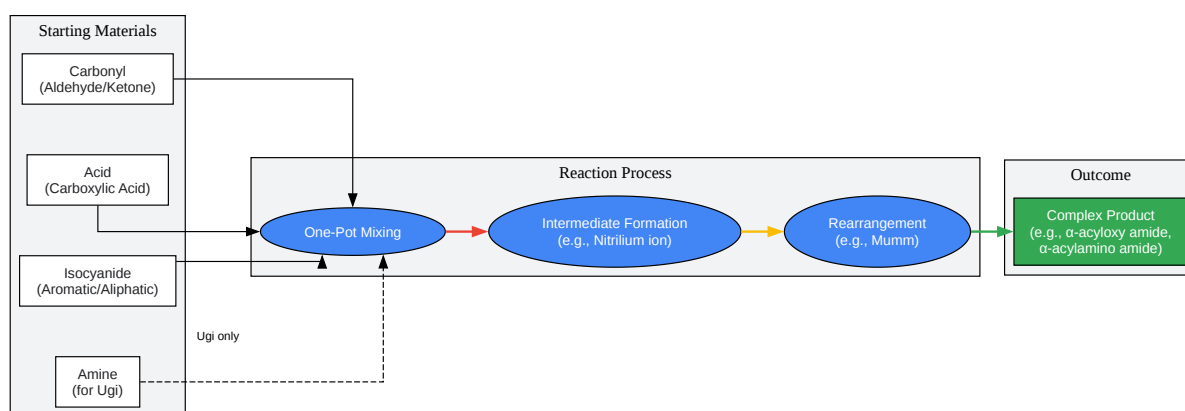 Starting Materials
Carbonyl
(Aldehyde/Ketone)
Acid
(Carboxylic Acid)
Isocyanide
(Aromatic/Aliphatic)
Amine
(for Ugi)
Ugi only
Reaction Process
One-Pot Mixing
Intermediate Formation
(e.g., Nitrilium ion)
Rearrangement
(e.g., Mumm)
Outcome
Complex Product
(e.g., α-acyloxy amide,
α-acylamino amide)